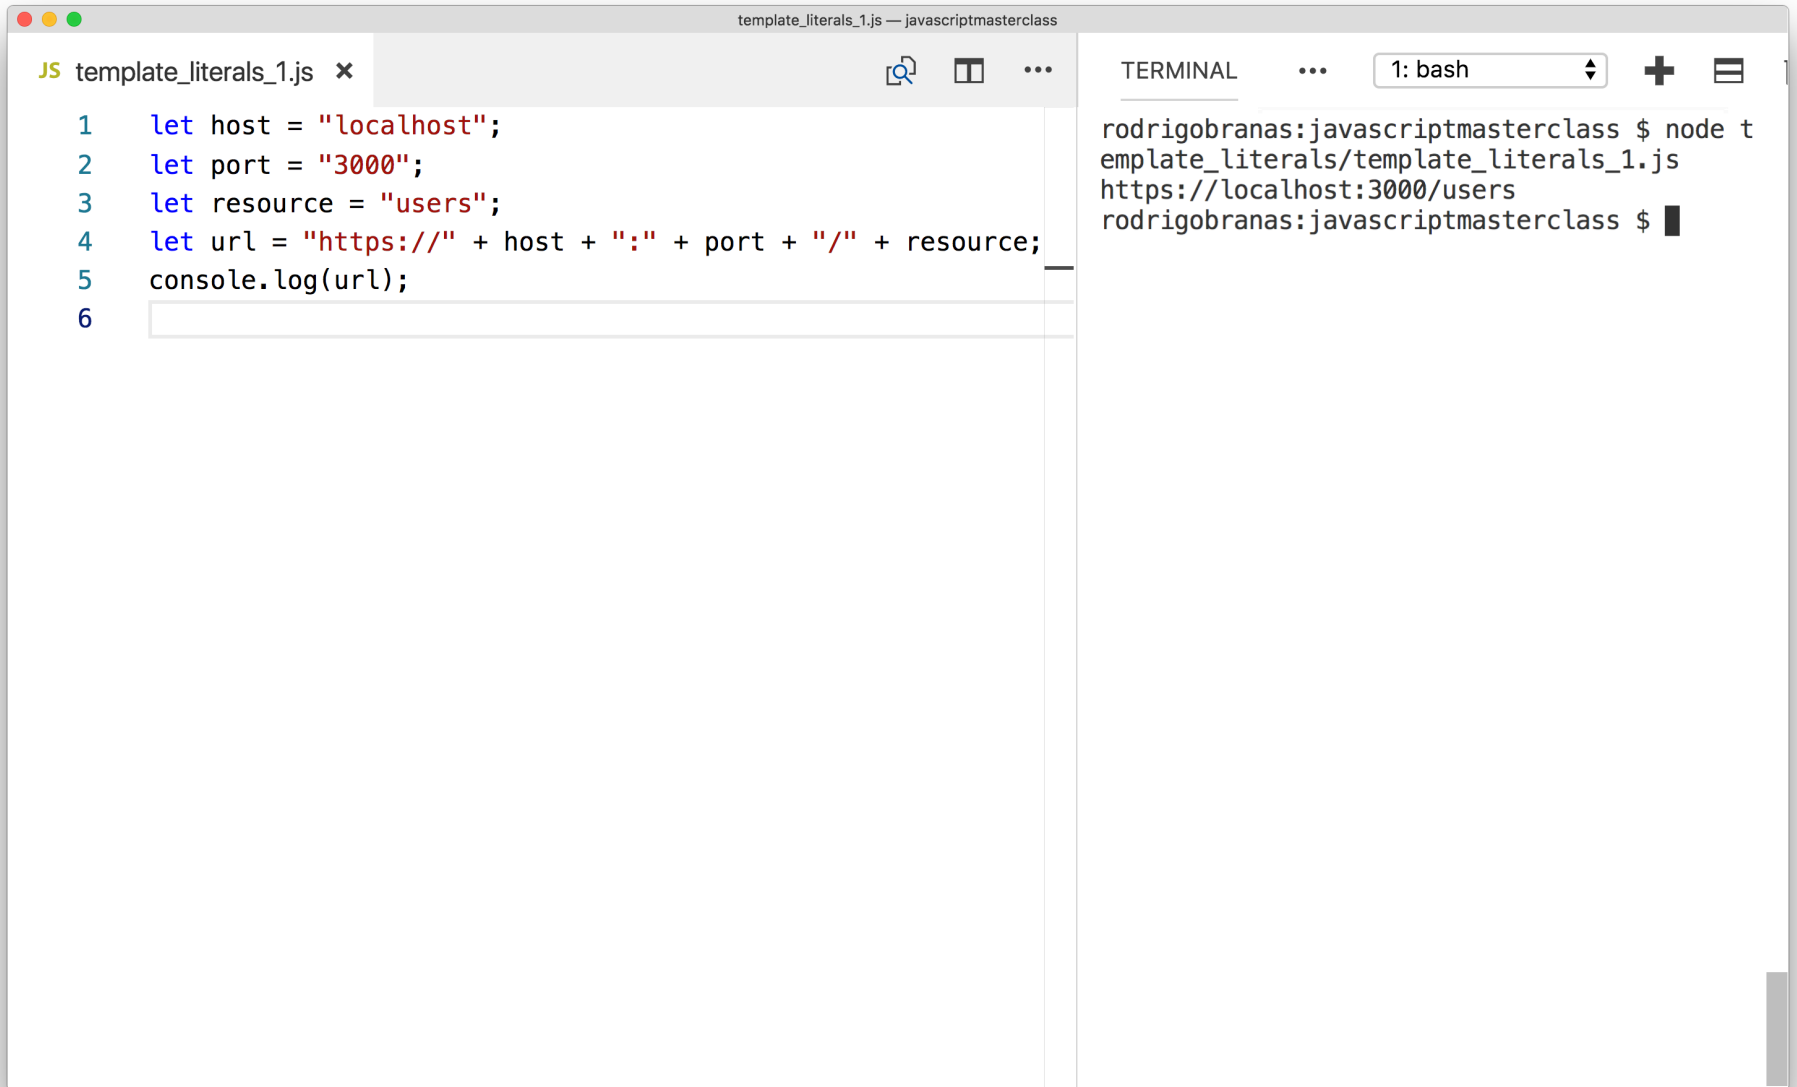 template_literals_1.js — javascriptmasterclass
JS template_literals_1.js
1 let host = "localhost";
2 let port = "3000";
3 let resource = "users";
4 let url = "https://" + host + ":" + port + "/" + resource;
5 console.log(url);
6
TERMINAL
1: bash
rodrigobranas:javascriptmasterclass $ node t
emplate_literals/template_literals_1.js
https://localhost:3000/users
rodrigobranas:javascriptmasterclass $